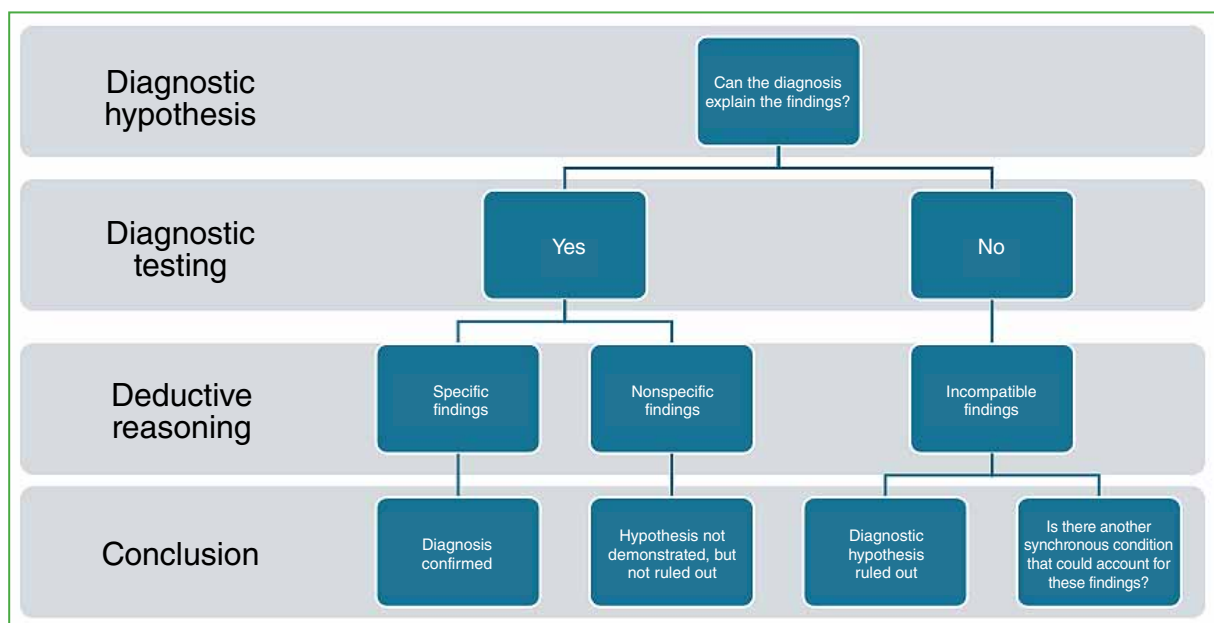 Diagnostic
hypothesis
Can the diagnosis
explain the findings?
Diagnostic
testing
Yes
No
Deductive
reasoning
Specific
findings
Nonspecific
findings
Incompatible
findings
Conclusion
Diagnosis
confirmed
Hypothesis not
demonstrated, but
not ruled out
Diagnostic
hypothesis
ruled out
Is there another
synchronous condition
that could account for
these findings?